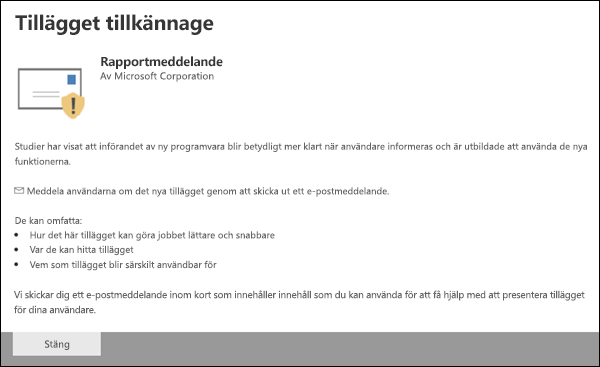 Tillägget tillkännage
Rapportmeddelande
Av Microsoft Corporation
Studier har visat att införandet av ny programvara blir betydligt mer klart när användare informeras och är utbildade att använda de nya
funktionerna.
Meddela användarna om det nya tillägget genom att skicka ut ett e-postmeddelande.
De kan omfatta:
• Hur det här tillägget kan göra jobbet lättare och snabbare
• Var de kan hitta tillägget
• Vem som tillägget blir särskilt användbar för
Vi skickar dig ett e-postmeddelande inom kort som innehåller innehåll som du kan använda för att få hjälp med att presentera tillägget
för dina användare.
Stäng